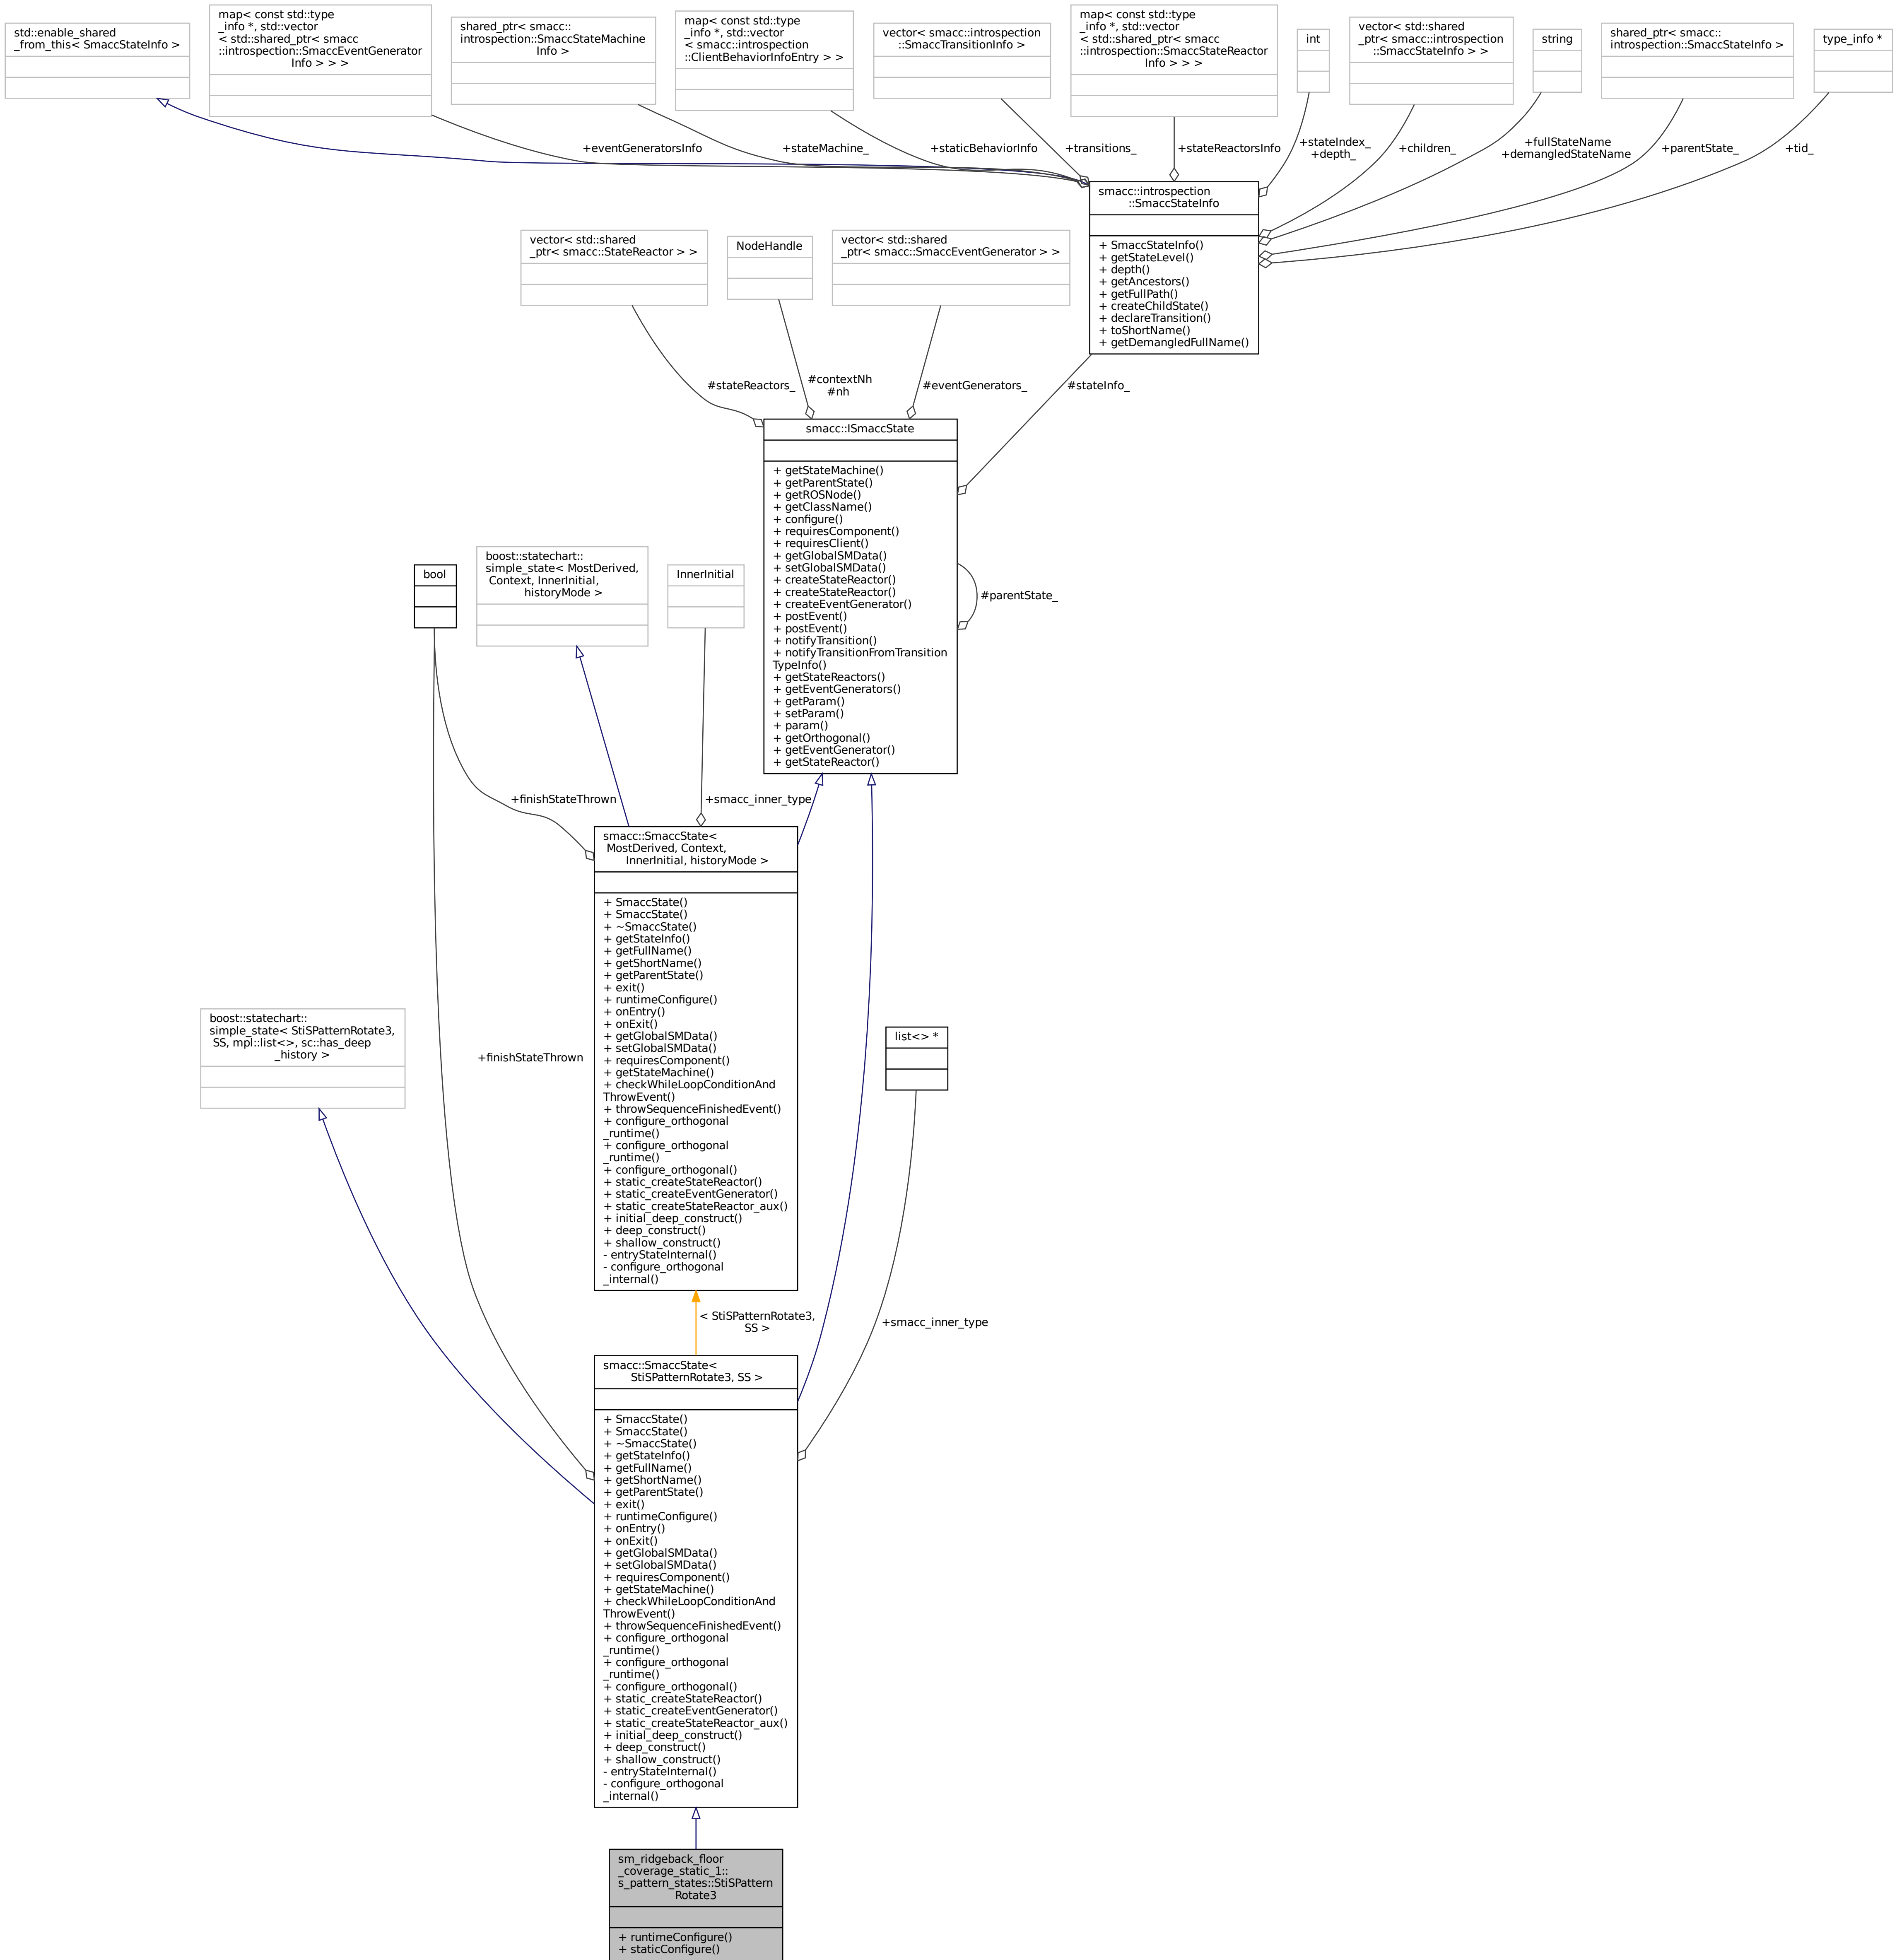 std::enable_shared
_from_this< SmaccStateInfo >
map< const std::type
_info *, std::vector
< std::shared_ptr< smacc
::introspection::SmaccEventGenerator
Info > > >
shared_ptr< smacc::
introspection::SmaccStateMachine
Info >
map< const std::type
_info *, std::vector
< smacc::introspection
::ClientBehaviorInfoEntry > >
vector< smacc::introspection
::SmaccTransitionInfo >
map< const std::type
_info *, std::vector
< std::shared_ptr< smacc
::introspection::SmaccStateReactor
Info > > >
int
vector< std::shared
_ptr< smacc::introspection
::SmaccStateInfo > >
string
shared_ptr< smacc::
introspection::SmaccStateInfo >
type_info *
+eventGeneratorsInfo
+stateMachine_
+staticBehaviorInfo
+transitions_
+stateReactorsInfo
+stateIndex_
+depth_
+children_
+fullStateName
+demangledStateName
+parentState_
+tid_
smacc::introspection
::SmaccStateInfo
+ SmaccStateInfo()
+ getStateLevel()
+ depth()
+ getAncestors()
+ getFullPath()
+ createChildState()
+ declareTransition()
+ toShortName()
+ getDemangledFullName()
vector< std::shared
_ptr< smacc::StateReactor > >
NodeHandle
vector< std::shared
_ptr< smacc::SmaccEventGenerator > >
#stateReactors_
#contextNh
#nh
#eventGenerators_
#stateInfo_
smacc::ISmaccState
+ getStateMachine()
+ getParentState()
+ getROSNode()
+ getClassName()
+ configure()
+ requiresComponent()
+ requiresClient()
+ getGlobalSMData()
+ setGlobalSMData()
+ createStateReactor()
+ createStateReactor()
+ createEventGenerator()
+ postEvent()
+ postEvent()
+ notifyTransition()
+ notifyTransitionFromTransition
TypeInfo()
+ getStateReactors()
+ getEventGenerators()
+ getParam()
+ setParam()
+ param()
+ getOrthogonal()
+ getEventGenerator()
+ getStateReactor()
#parentState_
bool
boost::statechart::
simple_state< MostDerived,
Context, InnerInitial,
historyMode >
InnerInitial
+finishStateThrown
+smacc_inner_type
smacc::SmaccState<
MostDerived, Context,
InnerInitial, historyMode >
+ SmaccState()
+ SmaccState()
+ ~SmaccState()
+ getStateInfo()
+ getFullName()
+ getShortName()
+ getParentState()
+ exit()
+ runtimeConfigure()
+ onEntry()
+ onExit()
+ getGlobalSMData()
+ setGlobalSMData()
+ requiresComponent()
+ getStateMachine()
+ checkWhileLoopConditionAnd
ThrowEvent()
+ throwSequenceFinishedEvent()
+ configure_orthogonal
_runtime()
+ configure_orthogonal
_runtime()
+ configure_orthogonal()
+ static_createStateReactor()
+ static_createEventGenerator()
+ static_createStateReactor_aux()
+ initial_deep_construct()
+ deep_construct()
+ shallow_construct()
- entryStateInternal()
- configure_orthogonal
_internal()
boost::statechart::
simple_state< StiSPatternRotate3,
SS, mpl::list<>, sc::has_deep
_history >
+finishStateThrown
list<> *
< StiSPatternRotate3,
SS >
+smacc_inner_type
smacc::SmaccState<
StiSPatternRotate3, SS >
+ SmaccState()
+ SmaccState()
+ ~SmaccState()
+ getStateInfo()
+ getFullName()
+ getShortName()
+ getParentState()
+ exit()
+ runtimeConfigure()
+ onEntry()
+ onExit()
+ getGlobalSMData()
+ setGlobalSMData()
+ requiresComponent()
+ getStateMachine()
+ checkWhileLoopConditionAnd
ThrowEvent()
+ throwSequenceFinishedEvent()
+ configure_orthogonal
_runtime()
+ configure_orthogonal
_runtime()
+ configure_orthogonal()
+ static_createStateReactor()
+ static_createEventGenerator()
+ static_createStateReactor_aux()
+ initial_deep_construct()
+ deep_construct()
+ shallow_construct()
- entryStateInternal()
- configure_orthogonal
_internal()
sm_ridgeback_floor
_coverage_static_1::
s_pattern_states::StiSPattern
Rotate3
+ runtimeConfigure()
+ staticConfigure()